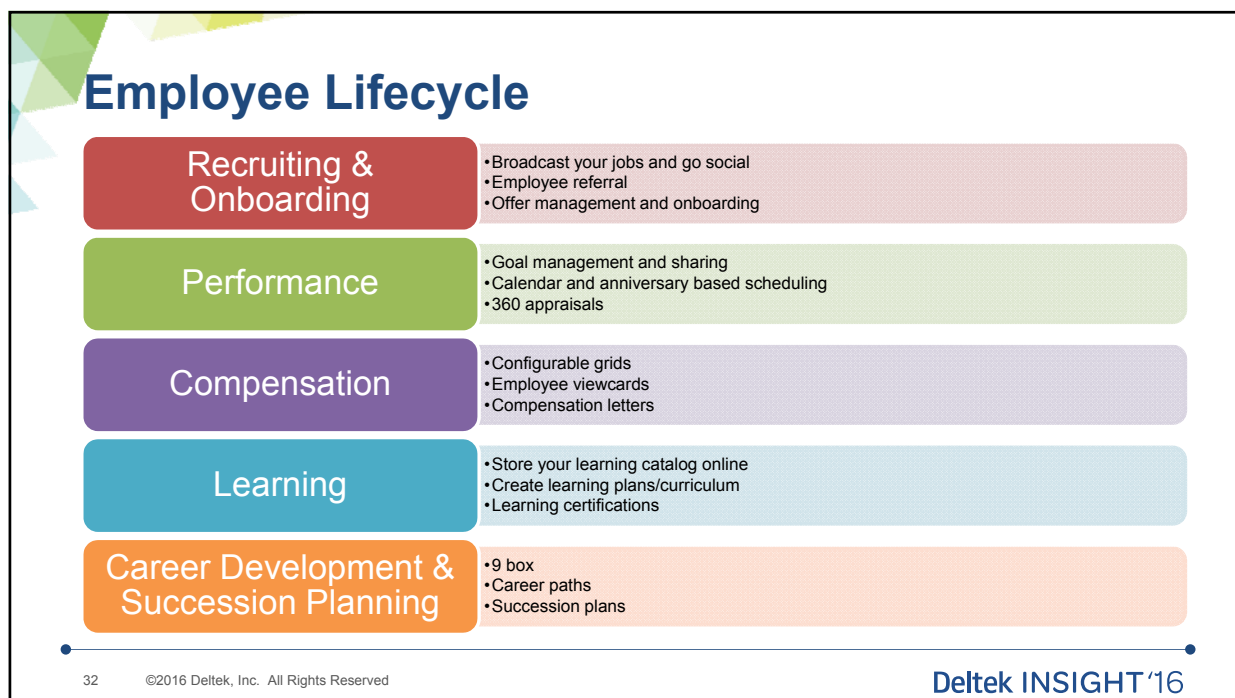 Employee Lifecycle
Recruiting &
Onboarding
•Broadcast your jobs and go social
•Employee referral
•Offer management and onboarding
Performance
•Goal management and sharing
•Calendar and anniversary based scheduling
•360 appraisals
Compensation
•Configurable grids
•Employee viewcards
•Compensation letters
Learning
•Store your learning catalog online
•Create learning plans/curriculum
•Learning certifications
Career Development &
Succession Planning
•9 box
•Career paths
•Succession plans
32 ©2016 Deltek, Inc. All Rights Reserved
Deltek INSIGHT '16